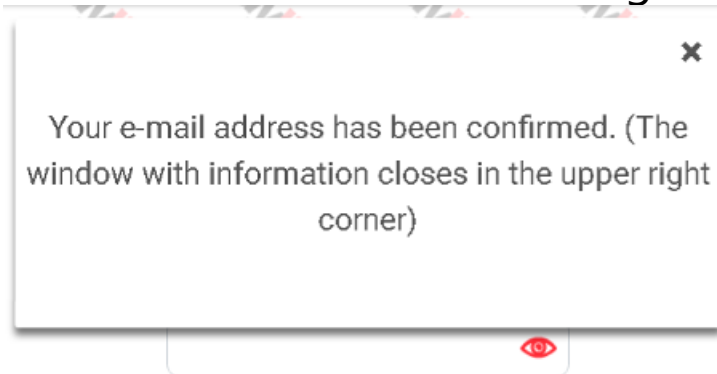 Your e-mail address has been confirmed. (The
window with information closes in the upper right
corner)